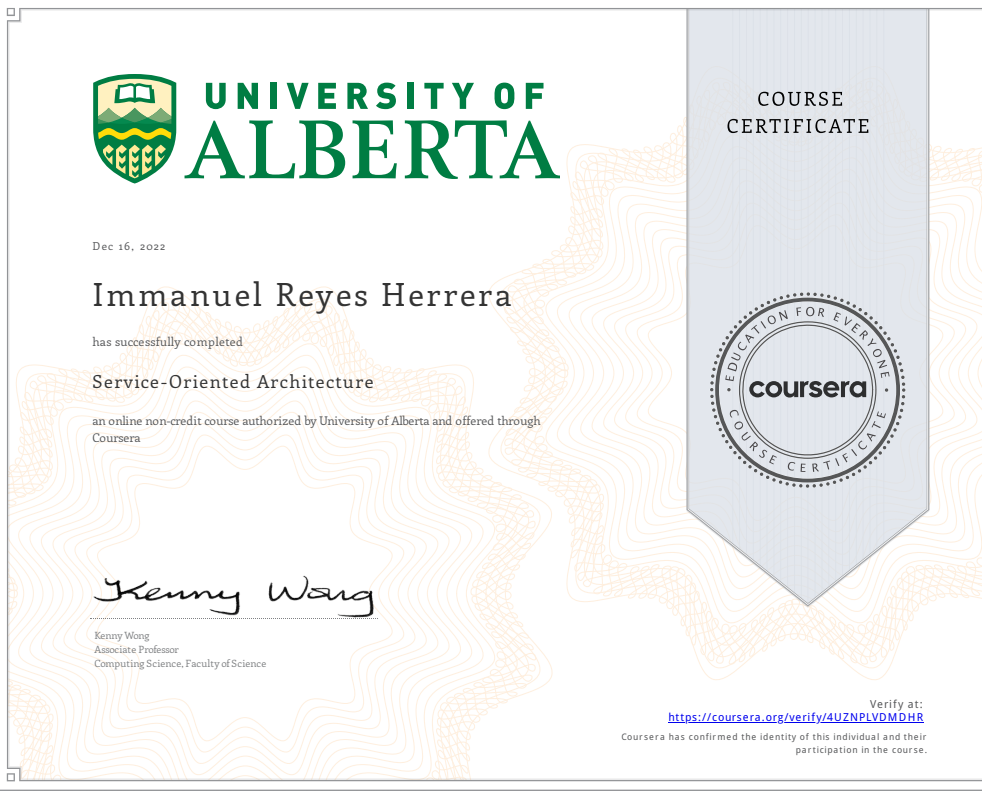 UNIVERSITY OF
ALBERTA
COURSE
CERTIFICATE
Dec 16, 2022
Immanuel Reyes Herrera
has successfully completed
Service-Oriented Architecture
an online non-credit course authorized by University of Alberta and offered through
Coursera
EDUCATION FOR EVERYONE
coursera
COURSE CERTIFICATE
Kenny Wong
Kenny Wong
Associate Professor
Computing Science, Faculty of Science
Verify at:
https://coursera.org/verify/4UZNPLVDMDHR
Coursera has confirmed the identity of this individual and their
participation in the course.